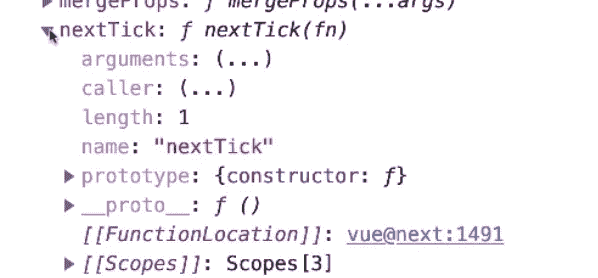 mergeProps: ƒ mergeProps(...args)
nextTick: ƒ nextTick(fn)
arguments: (...)
caller: (...)
length: 1
name: "nextTick"
prototype: {constructor: ƒ}
__proto__: ƒ ()
[[FunctionLocation]]: vue@next:1491
[[Scopes]]: Scopes[3]